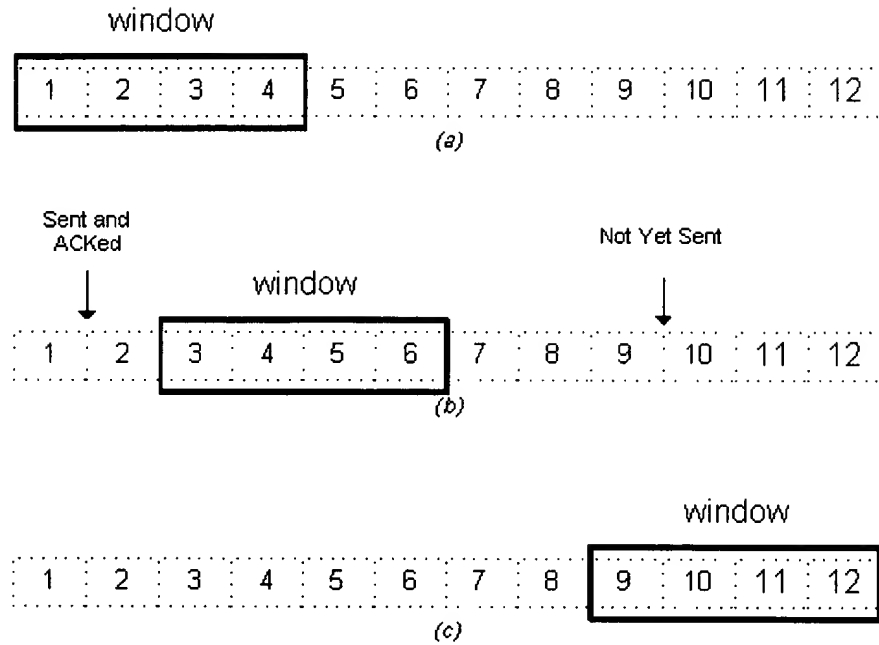 window
1 2 3 4 5 6 7 8 9 10 11 12
(a)
Sent and
ACKed
Not Yet Sent
window
1 2 3 4 5 6 7 8 9 10 11 12
(b)
window
1 2 3 4 5 6 7 8 9 10 11 12
(c)